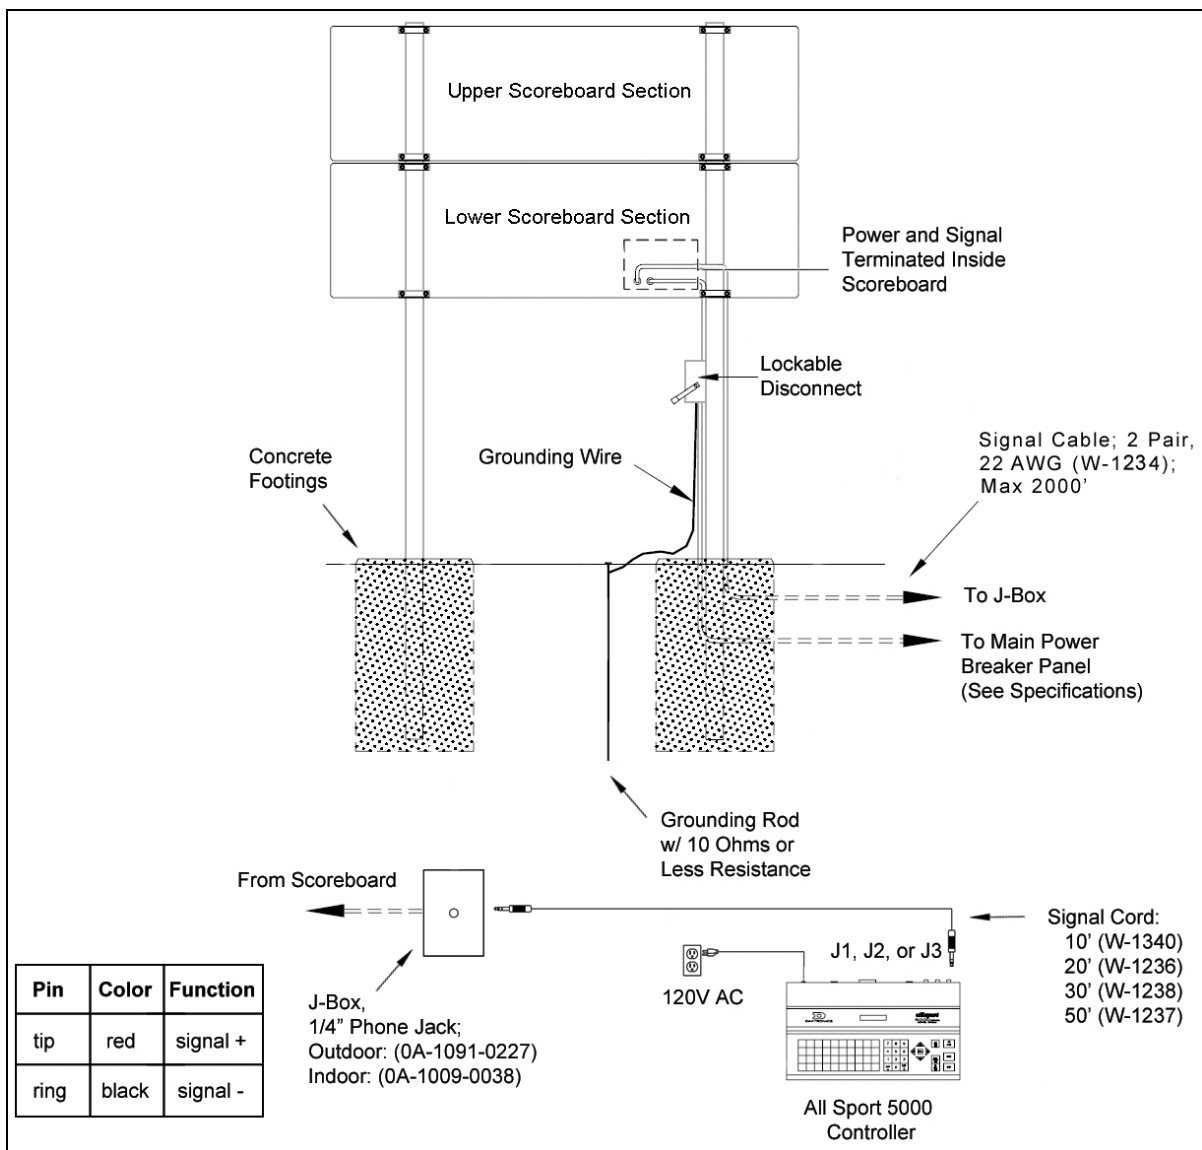 Upper Scoreboard Section
Lower Scoreboard Section
Power and Signal
Terminated Inside
Scoreboard
Lockable
Disconnect
Signal Cable; 2 Pair,
22 AWG (W-1234);
Max 2000'
Concrete
Footings
Grounding Wire
To J-Box
To Main Power
Breaker Panel
(See Specifications)
Grounding Rod
w/ 10 Ohms or
Less Resistance
From Scoreboard
Signal Cord:
10' (W-1340)
20' (W-1236)
30' (W-1238)
50' (W-1237)
J1, J2, or J3
120V AC
J-Box,
1/4" Phone Jack;
Outdoor: (0A-1091-0227)
Indoor: (0A-1009-0038)
Pin Color Function
tip red signal +
ring black signal -
DAKTRONICS
All Sport 5000
Controller